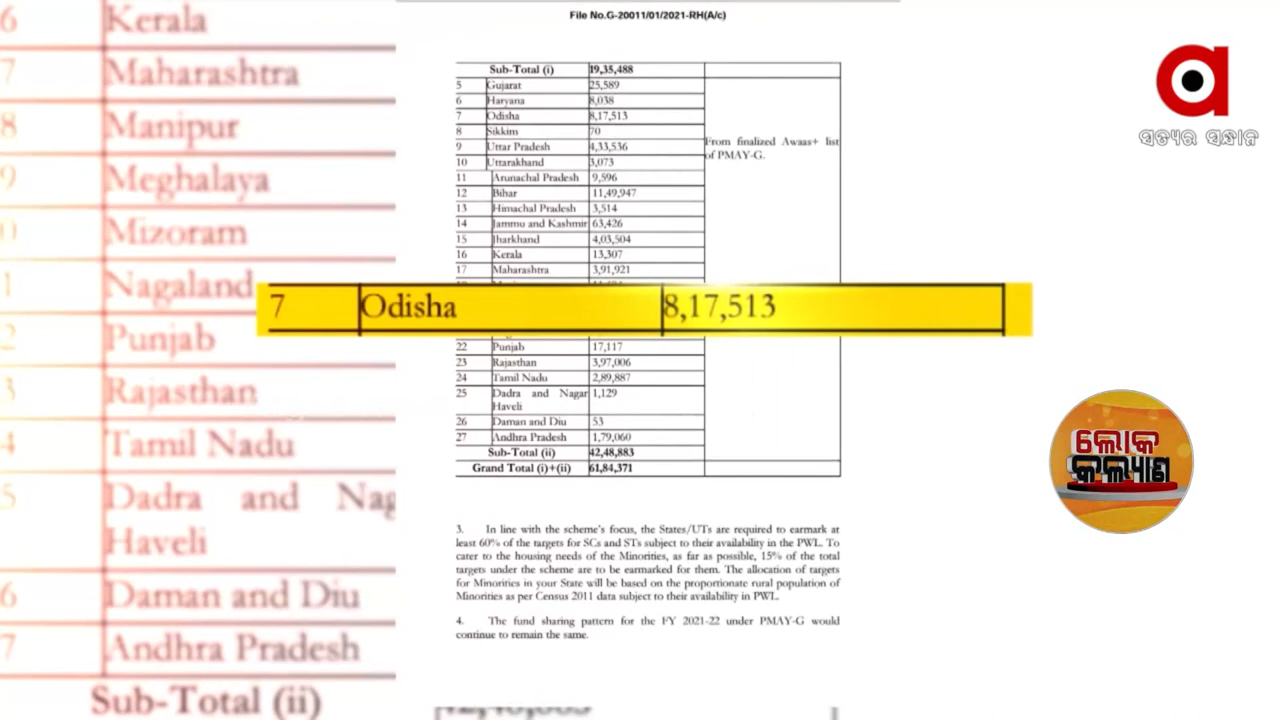 File No.G-20011/01/2021-RH(A/c)
Sub-Total (i) 19,35,488
5 Gujarat 25,589
6 Haryana 8,038
7 Odisha 8,17,513
8 Sikkim 70
9 Uttar Pradesh 4,33,536
10 Uttarakhand 3,073
From finalized Awaas+ list
of PMAY-G.
11 Arunachal Pradesh 9,596
12 Bihar 11,49,947
13 Himachal Pradesh 3,514
14 Jammu and Kashmir 63,426
15 Jharkhand 4,03,504
16 Kerala 13,307
17 Maharashtra 3,91,921
7 Odisha 8,17,513
22 Punjab 17,117
23 Rajasthan 3,97,006
24 Tamil Nadu 2,89,887
25 Dadra and Nagar 1,129
Haveli
26 Daman and Diu 53
27 Andhra Pradesh 1,79,060
Sub-Total (ii) 42,48,883
Grand Total (i)+(ii) 61,84,371
3. In line with the scheme's focus, the States/UTs are required to earmark at
least 60% of the targets for SCs and STs subject to their availability in the PWL. To
cater to the housing needs of the Minorities, as far as possible, 15% of the total
targets under the scheme are to be earmarked for them. The allocation of targets
for Minorities in your State will be based on the proportionate rural population of
Minorities as per Census 2011 data subject to their availability in PWL.
4. The fund sharing pattern for the FY 2021-22 under PMAY-G would
continue to remain the same.
6 Kerala
7 Maharashtra
8 Manipur
9 Meghalaya
0 Mizoram
1 Nagaland
2 Punjab
3 Rajasthan
4 Tamil Nadu
5 Dadra and Nag
Haveli
6 Daman and Diu
7 Andhra Pradesh
Sub-Total (ii)
a
ସତ୍ୟର ସନ୍ଧାନ
ଲୋକ
କଲ୍ୟାଣ